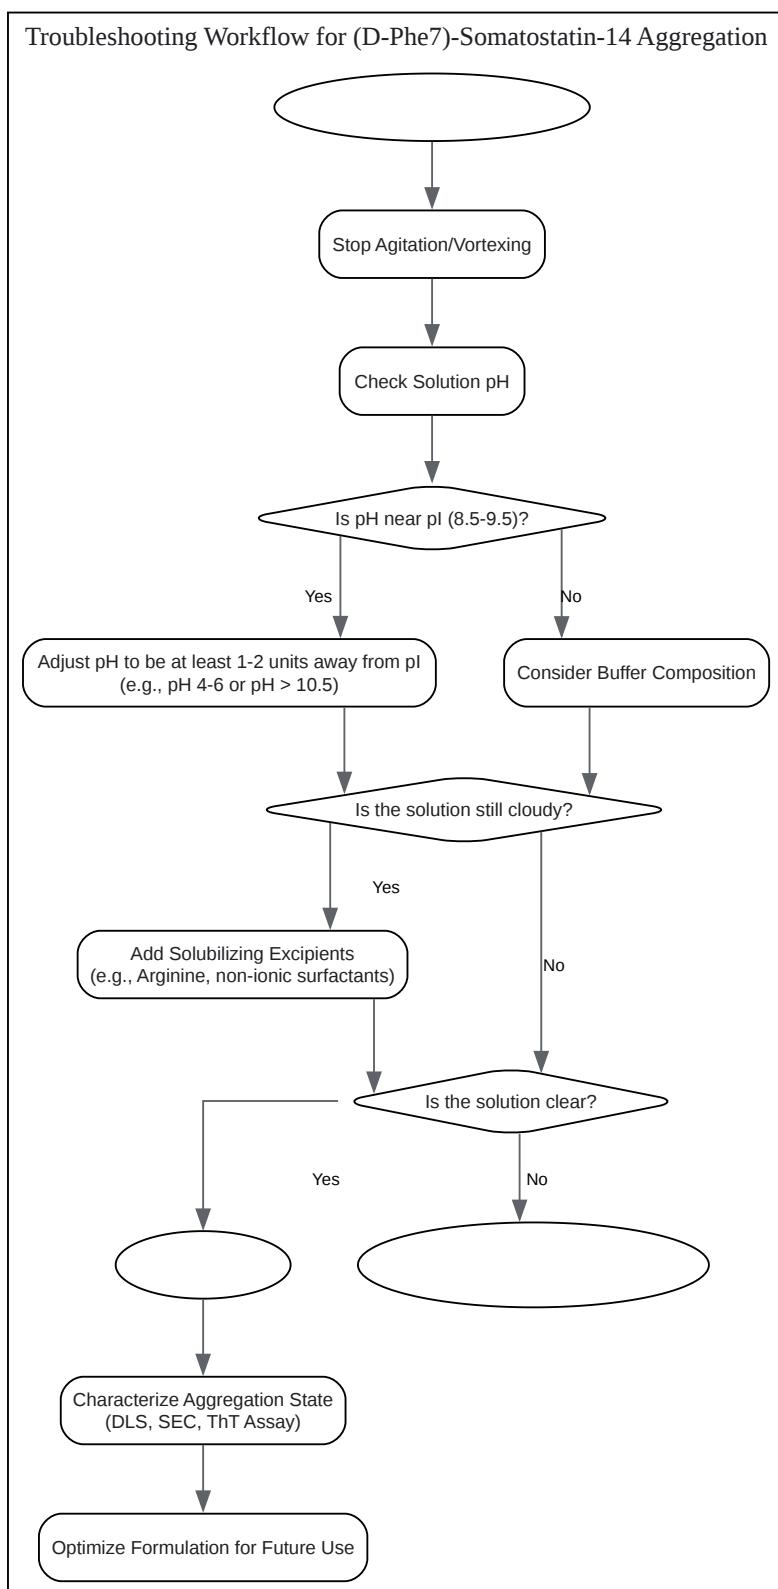 Troubleshooting Workflow for (D-Phe7)-Somatostatin-14 Aggregation
Stop Agitation/Vortexing
Check Solution pH
Is pH near pI (8.5-9.5)?
Yes
No
Adjust pH to be at least 1-2 units away from pI
(e.g., pH 4-6 or pH > 10.5)
Consider Buffer Composition
Is the solution still cloudy?
Yes
Add Solubilizing Excipients
(e.g., Arginine, non-ionic surfactants)
No
Is the solution clear?
Yes
No
Characterize Aggregation State
(DLS, SEC, ThT Assay)
Optimize Formulation for Future Use